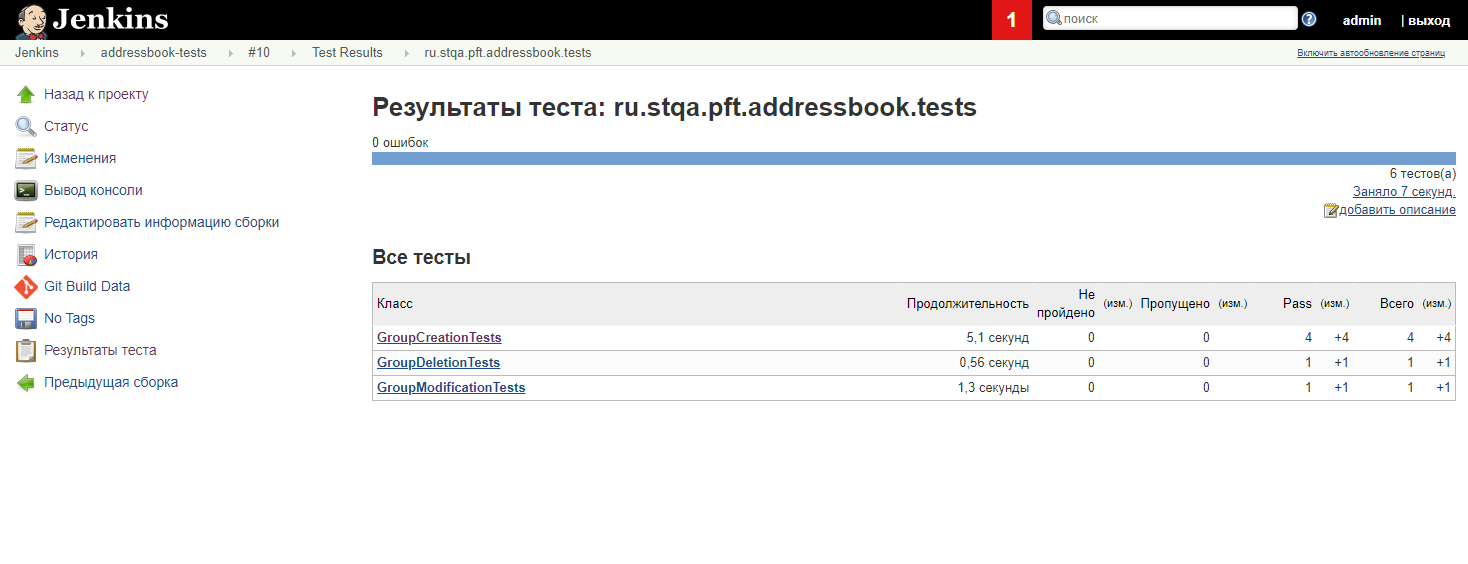 Jenkins
1
поиск
admin
| выход
Jenkins
addressbook-tests
#10
Test Results
ru.stqa.pft.addressbook.tests
Включить автообновление страниц
Назад к проекту
Статус
Изменения
Вывод консоли
Редактировать информацию сборки
История
Git Build Data
No Tags
Результаты теста
Предыдущая сборка
Результаты теста: ru.stqa.pft.addressbook.tests
0 ошибок
6 тестов(а)
Заняло 7 секунд.
добавить описание
Все тесты
Класс Продолжительность Не пройдено (изм.) Пропущено (изм.) Pass (изм.) Всего (изм.)
GroupCreationTests 5,1 секунд 0 0 4 +4 4 +4
GroupDeletionTests 0,56 секунд 0 0 1 +1 1 +1
GroupModificationTests 1,3 секунды 0 0 1 +1 1 +1